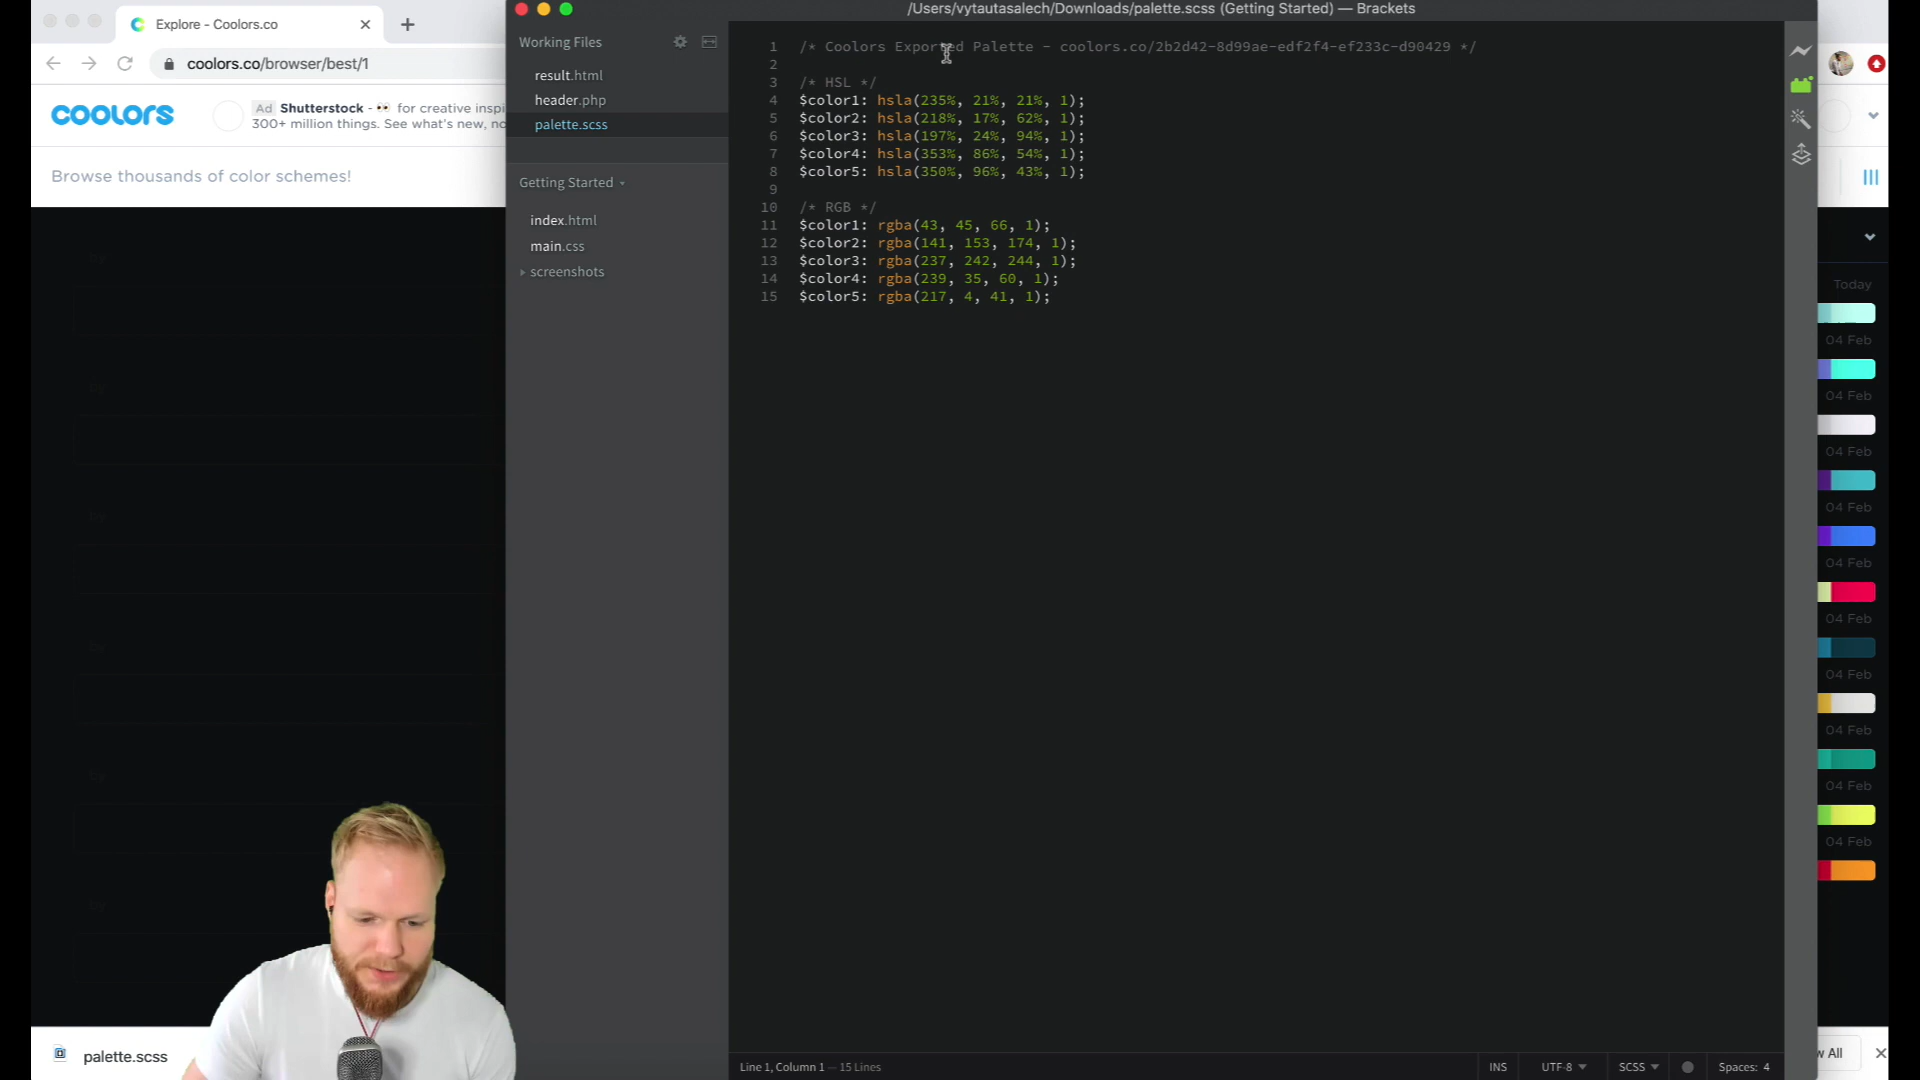 Explore – Coolors.co
coolors.co/browser/best/1
coolors
Ad Shutterstock - 👀 for creative inspi
300+ million things. See what's new, no
Browse thousands of color schemes!
/Users/vytautasalech/Downloads/palette.scss (Getting Started) — Brackets
Working Files
result.html
header.php
palette.scss
Getting Started
index.html
main.css
screenshots
1 /* Coolors Exported Palette - coolors.co/2b2d42-8d99ae-edf2f4-ef233c-d90429 */
2
3 /* HSL */
4 $color1: hsla(235%, 21%, 21%, 1);
5 $color2: hsla(218%, 17%, 62%, 1);
6 $color3: hsla(197%, 24%, 94%, 1);
7 $color4: hsla(353%, 86%, 54%, 1);
8 $color5: hsla(350%, 96%, 43%, 1);
9
10 /* RGB */
11 $color1: rgba(43, 45, 66, 1);
12 $color2: rgba(141, 153, 174, 1);
13 $color3: rgba(237, 242, 244, 1);
14 $color4: rgba(239, 35, 60, 1);
15 $color5: rgba(217, 4, 41, 1);
Today
04 Feb
04 Feb
04 Feb
04 Feb
04 Feb
04 Feb
04 Feb
04 Feb
04 Feb
04 Feb
palette.scss
Line 1, Column 1 — 15 Lines
INS
UTF-8
SCSS
Spaces: 4
w All